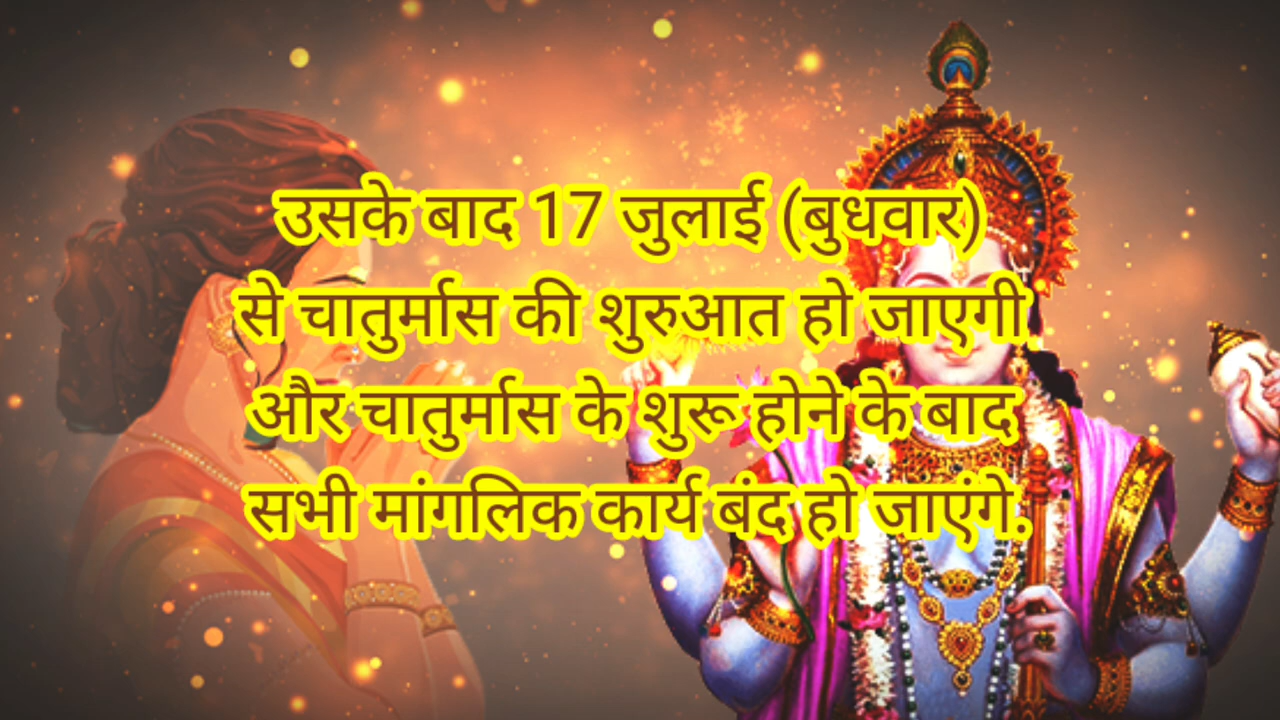 उसके बाद 17 जुलाई (बुधवार)
से चातुर्मास की शुरुआत हो जाएगी
और चातुर्मास के शुरू होने के बाद
सभी मांगलिक कार्य बंद हो जाएंगे.